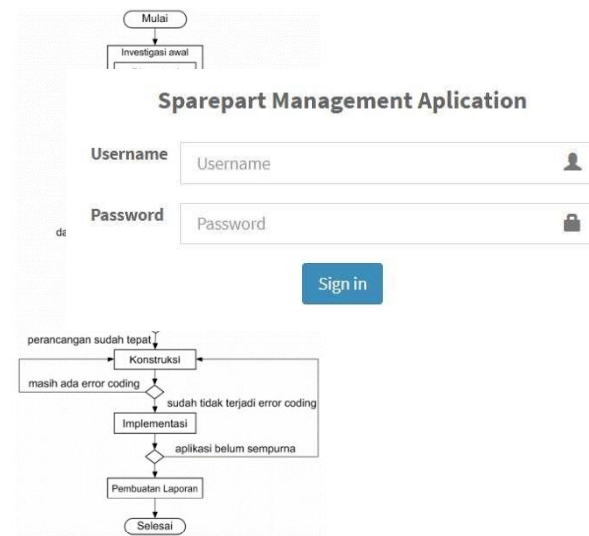 Mulai
Investigasi awal
Sparepart Management Aplication
Username
Username
Password
Password
da
Sign in
perancangan sudah tepat
Konstruksi
masih ada error coding
sudah tidak terjadi error coding
Implementasi
aplikasi belum sempurna
Pembuatan Laporan
Selesai